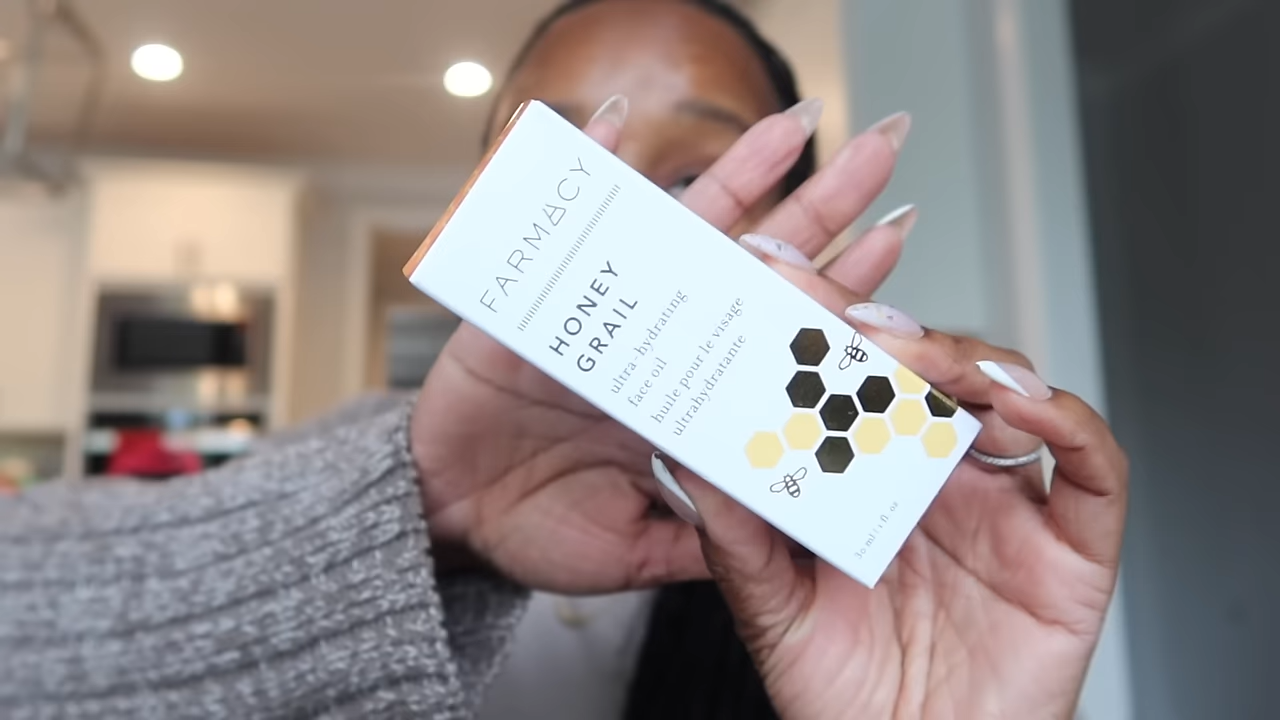 FARMACY
HONEY
GRAIL
ultra-hydrating
face oil
huile pour le visage
ultrahydratante
30 ml / 1 fl. oz